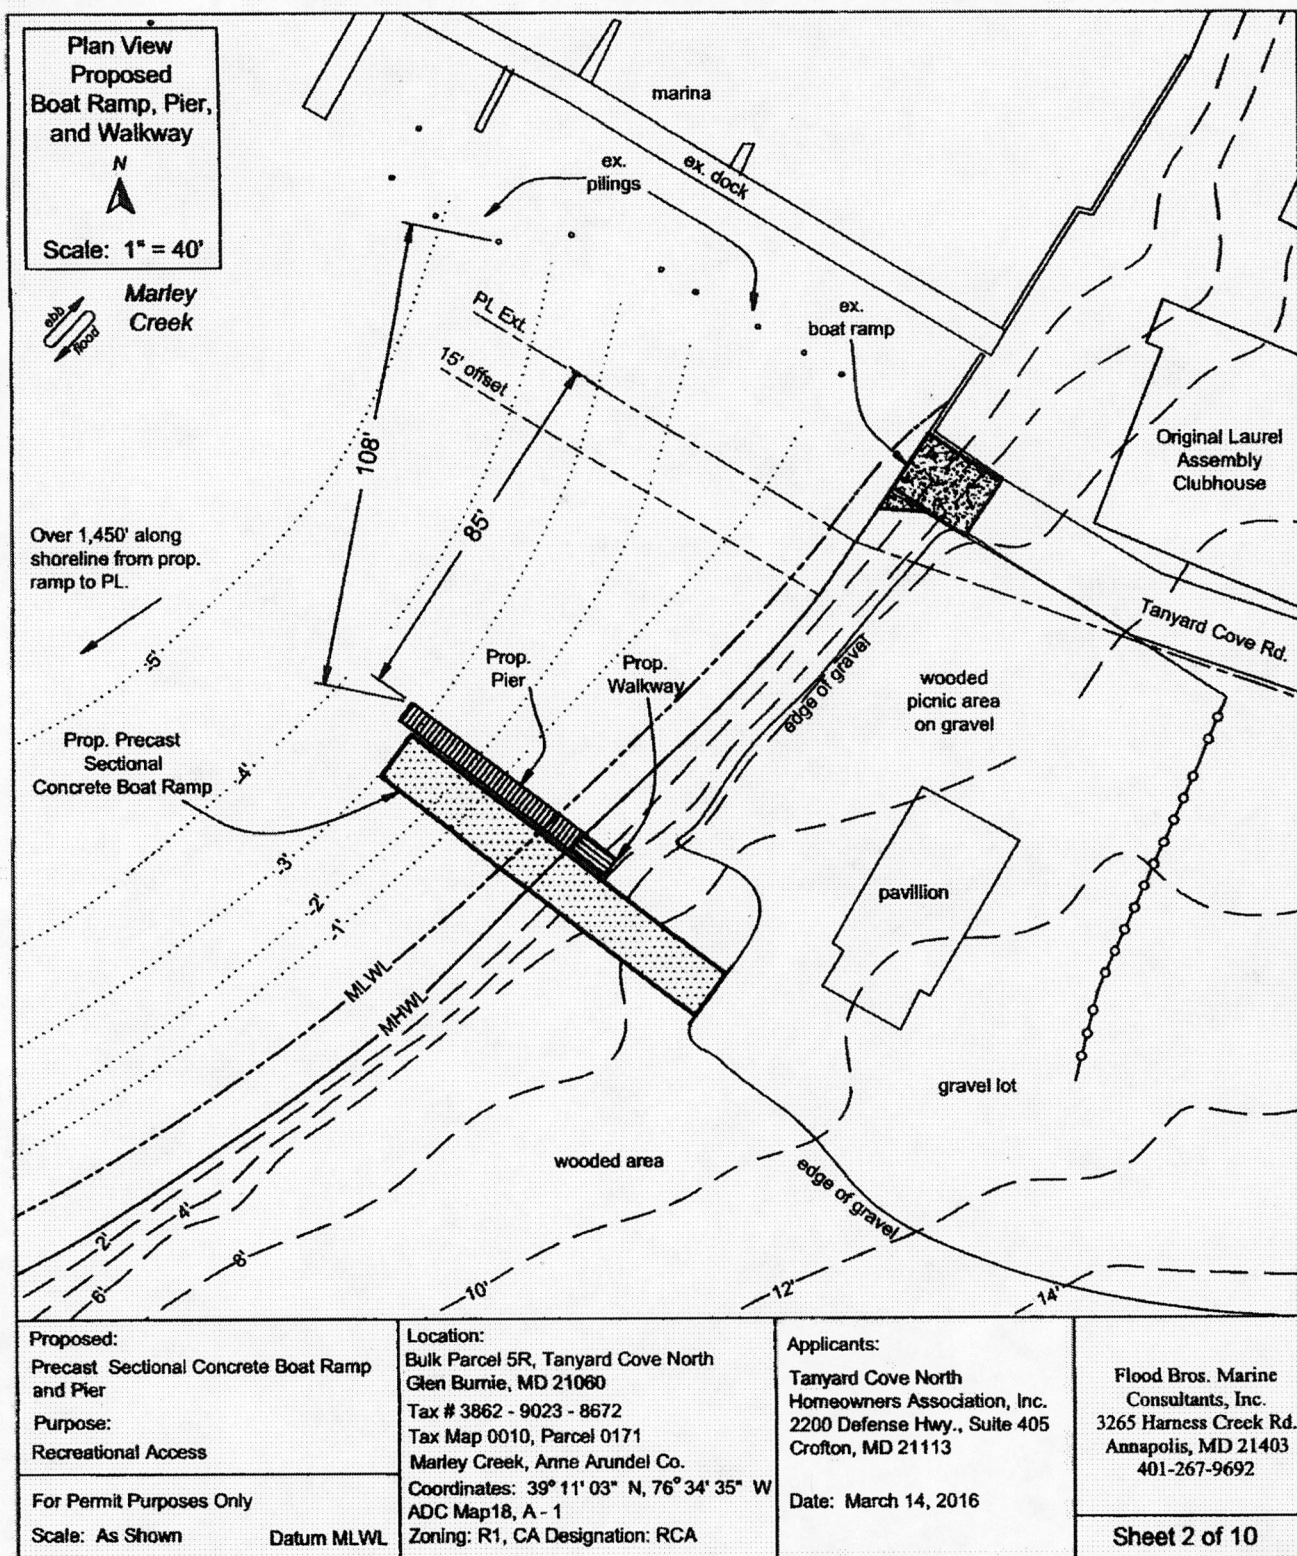 Plan View
Proposed
Boat Ramp, Pier,
and Walkway
N
Scale: 1" = 40'
Marley
Creek
ebb
flood
marina
ex.
pilings
ex. dock
PL Ext.
15' offset
ex.
boat ramp
108'
85'
Original Laurel
Assembly
Clubhouse
Over 1,450' along
shoreline from prop.
ramp to PL.
Tanyard Cove Rd.
Prop.
Pier
Prop.
Walkway
edge of gravel
wooded
picnic area
on gravel
Prop. Precast
Sectional
Concrete Boat Ramp
-5'
-4'
-3'
-2'
-1'
pavillion
MLWL
MHWL
gravel lot
wooded area
edge of gravel
2'
4'
6'
8'
10'
12'
14'
Proposed:
Precast Sectional Concrete Boat Ramp
and Pier
Purpose:
Recreational Access
For Permit Purposes Only
Scale: As Shown Datum MLWL
Location:
Bulk Parcel 5R, Tanyard Cove North
Glen Burnie, MD 21060
Tax # 3862 - 9023 - 8672
Tax Map 0010, Parcel 0171
Marley Creek, Anne Arundel Co.
Coordinates: 39° 11' 03" N, 76° 34' 35" W
ADC Map18, A - 1
Zoning: R1, CA Designation: RCA
Applicants:
Tanyard Cove North
Homeowners Association, Inc.
2200 Defense Hwy., Suite 405
Crofton, MD 21113
Date: March 14, 2016
Flood Bros. Marine
Consultants, Inc.
3265 Harness Creek Rd.
Annapolis, MD 21403
401-267-9692
Sheet 2 of 10